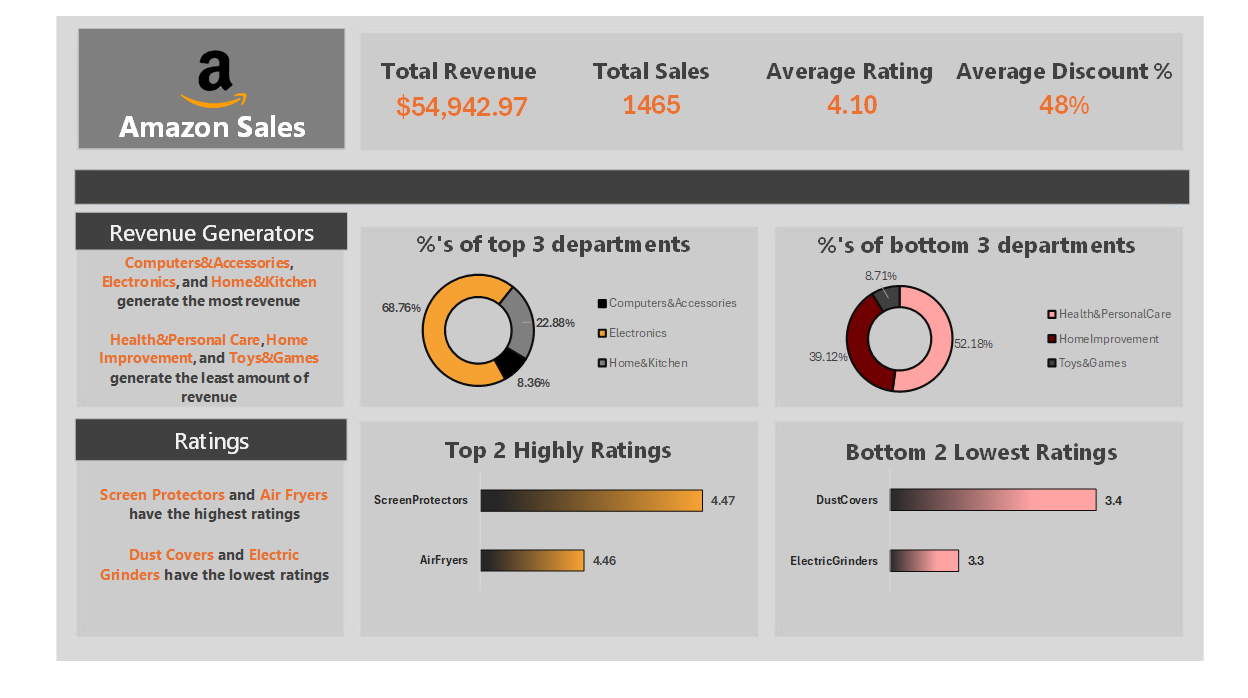 a
Amazon Sales
Total Revenue
$54,942.97
Total Sales
1465
Average Rating
4.10
Average Discount %
48%
Revenue Generators
Computers&Accessories,
Electronics, and Home&Kitchen
generate the most revenue
Health&Personal Care, Home
Improvement, and Toys&Games
generate the least amount of
revenue
%'s of top 3 departments
68.76%
22.88%
8.36%
Computers&Accessories
Electronics
Home&Kitchen
%'s of bottom 3 departments
8.71%
39.12%
52.18%
Health&PersonalCare
HomeImprovement
Toys&Games
Ratings
Screen Protectors and Air Fryers
have the highest ratings
Dust Covers and Electric
Grinders have the lowest ratings
Top 2 Highly Ratings
ScreenProtectors
4.47
AirFryers
4.46
Bottom 2 Lowest Ratings
DustCovers
3.4
ElectricGrinders
3.3